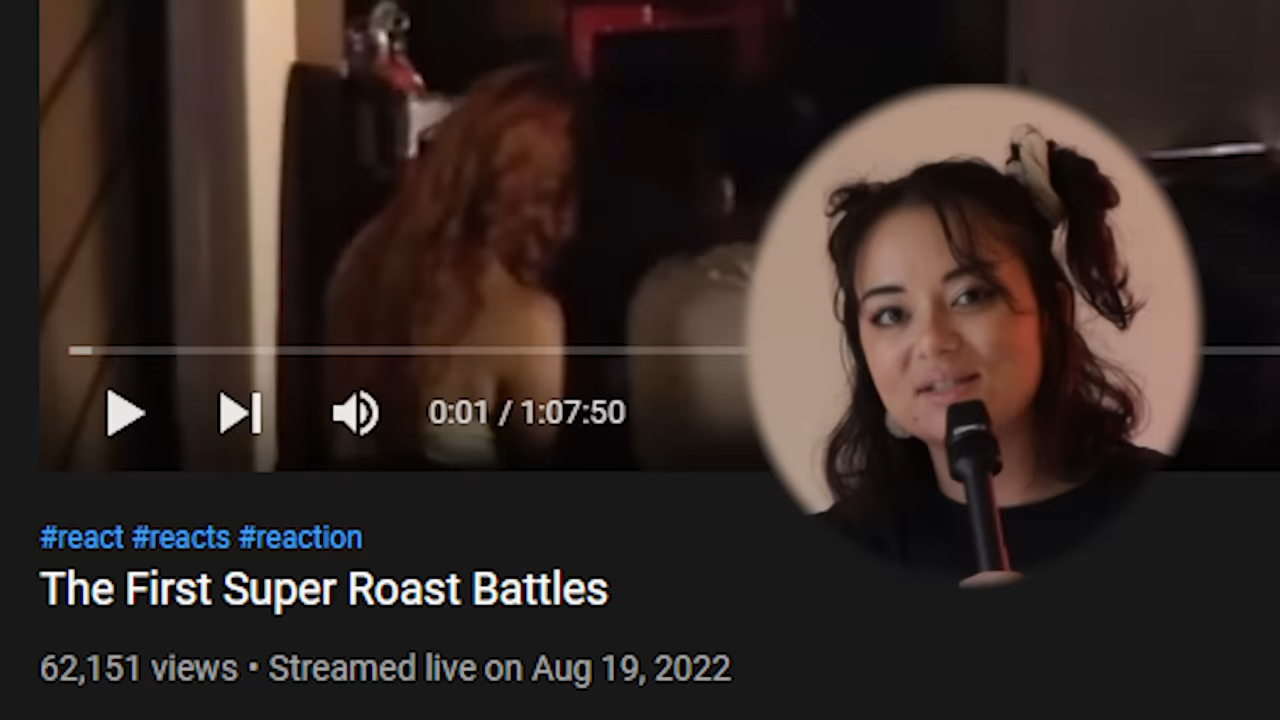 0:01 / 1:07:50
#react #reacts #reaction
The First Super Roast Battles
62,151 views • Streamed live on Aug 19, 2022